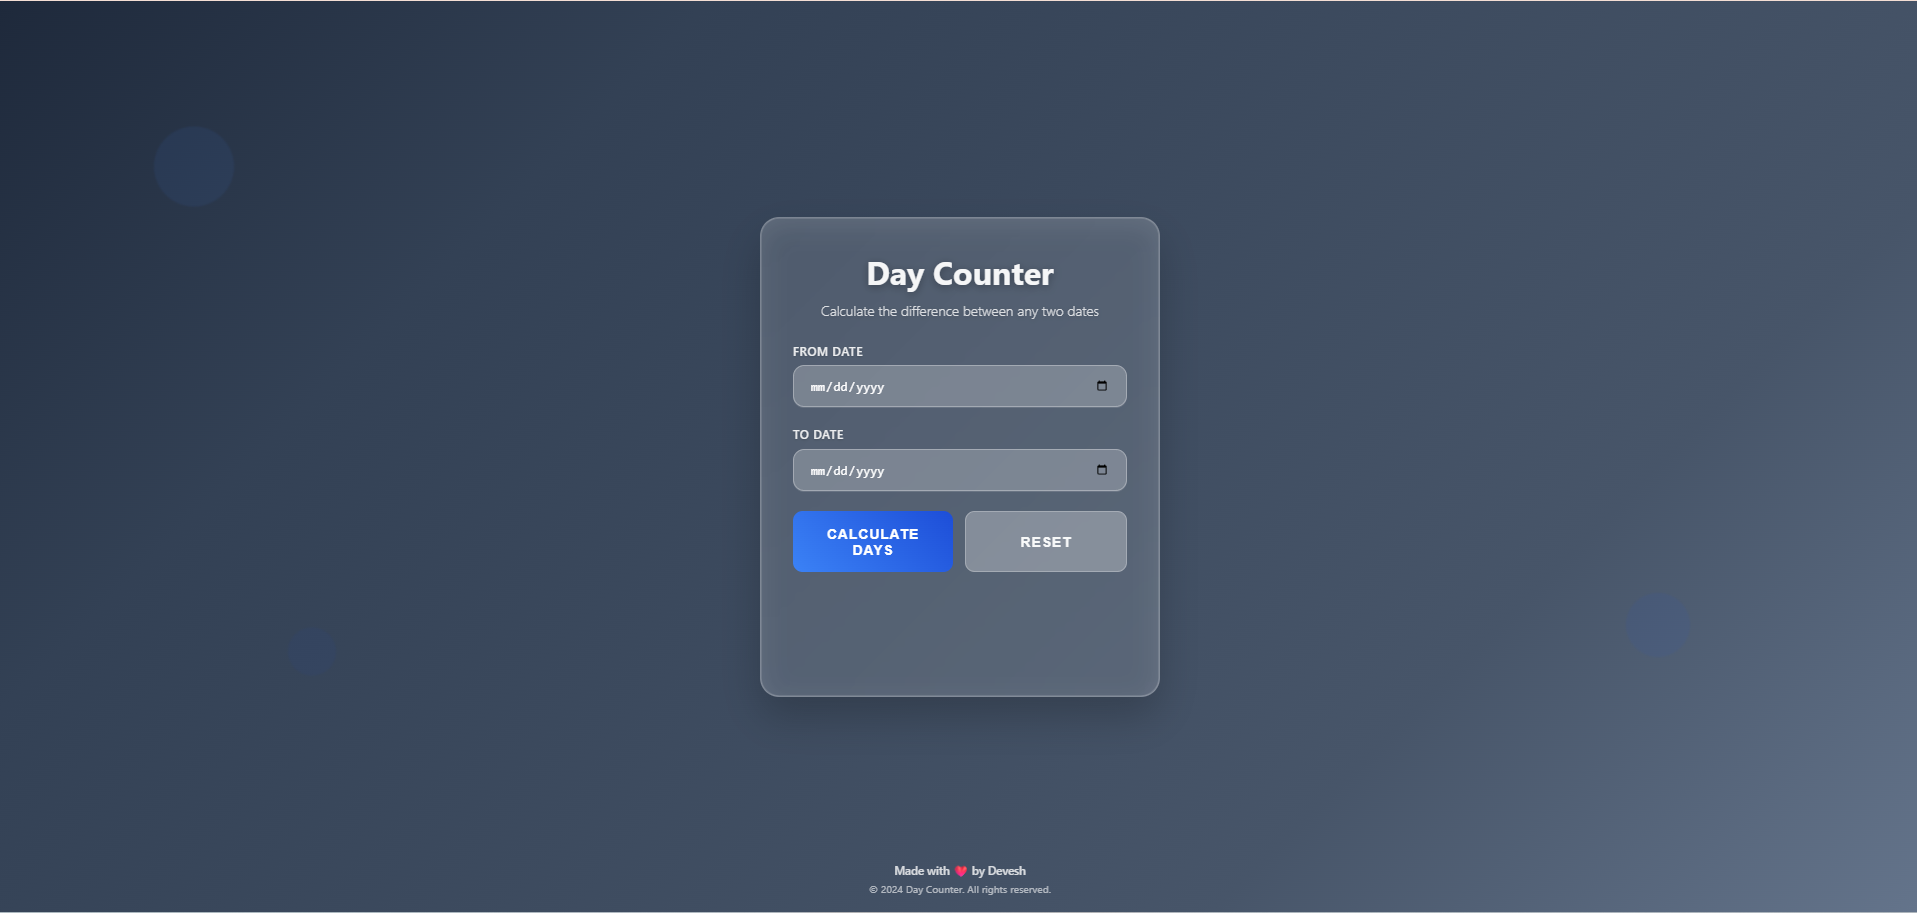 Day Counter
Calculate the difference between any two dates
FROM DATE
mm/dd/yyyy
TO DATE
mm/dd/yyyy
CALCULATE
DAYS
RESET
Made with 💗 by Devesh
© 2024 Day Counter. All rights reserved.